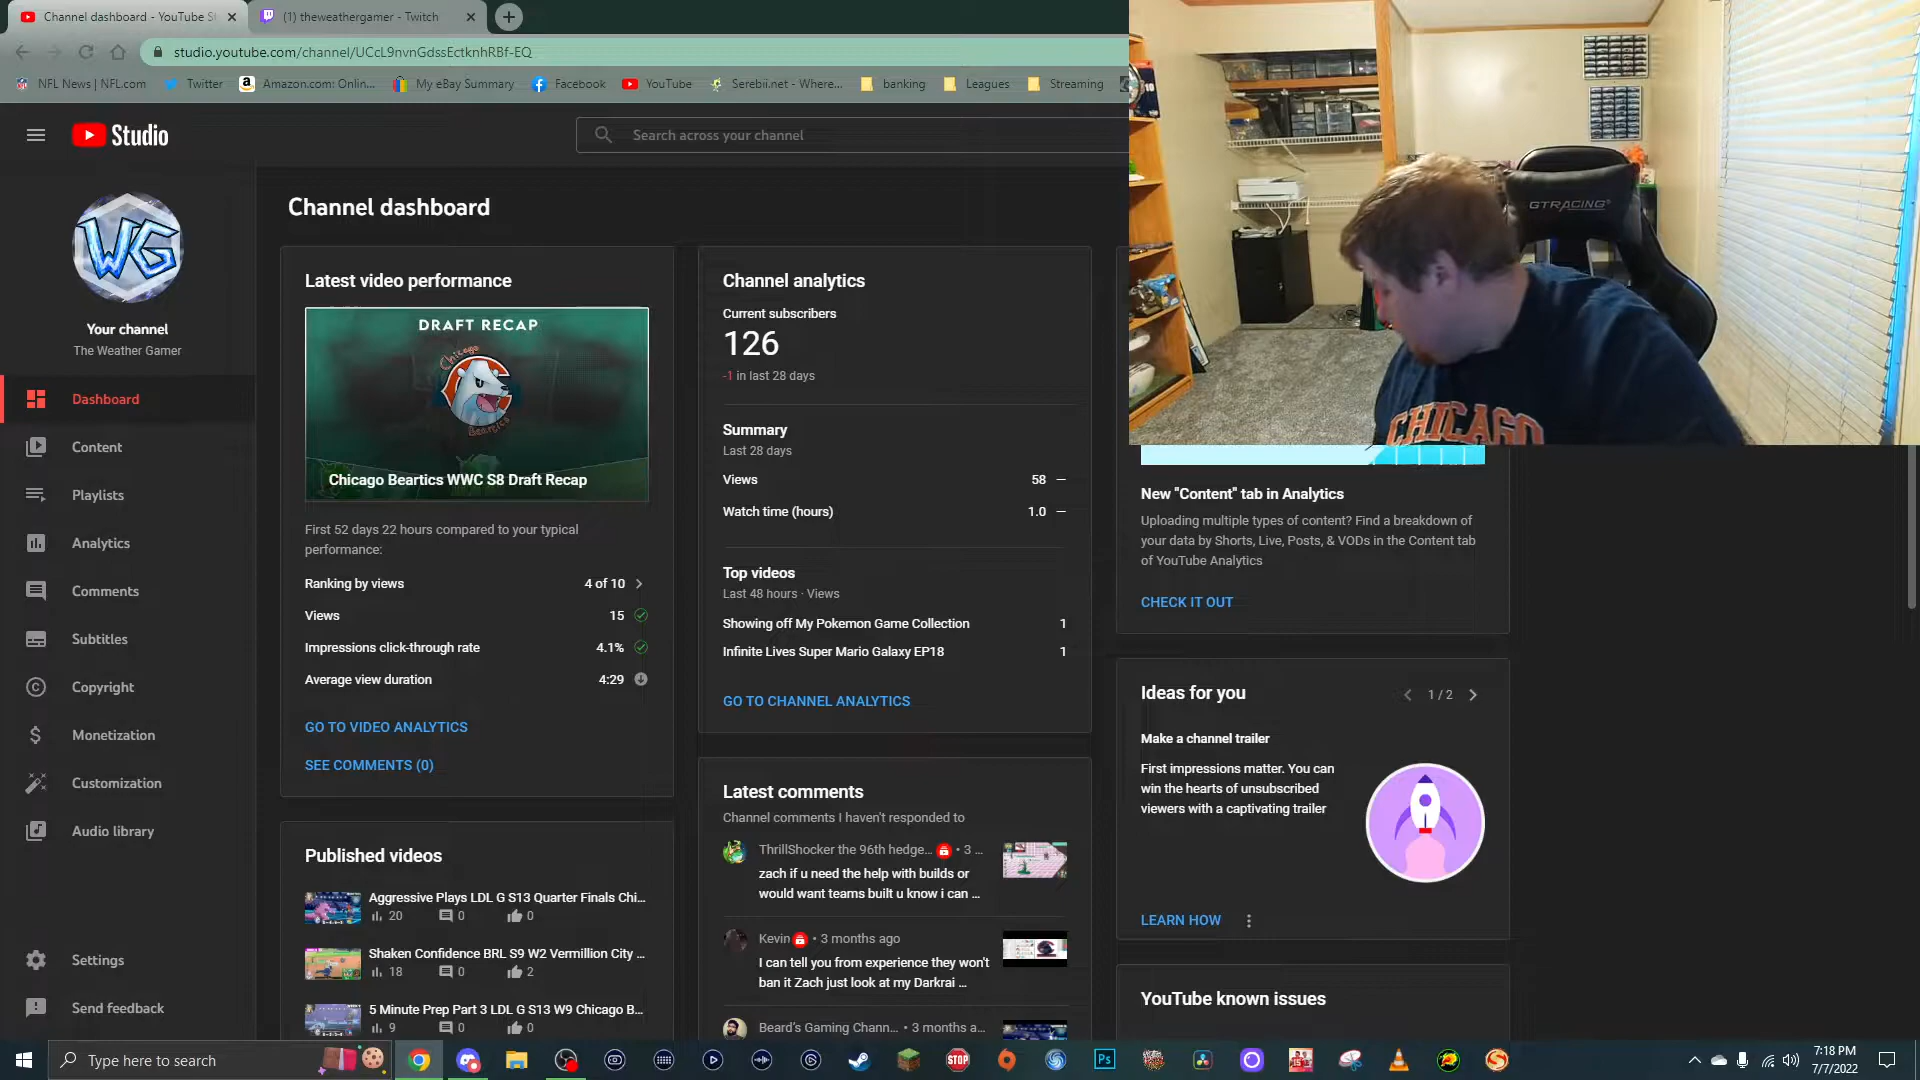 Channel dashboard - YouTube St
(1) theweathergamer - Twitch
studio.youtube.com/channel/UCcL9nvnGdssEctknhRBf-EQ
NFL News | NFL.com
Twitter
Amazon.com: Onlin...
My eBay Summary
Facebook
YouTube
Serebii.net - Where...
banking
Leagues
Streaming
Studio
Search across your channel
WG
Your channel
The Weather Gamer
Dashboard
Content
Playlists
Analytics
Comments
Subtitles
Copyright
Monetization
Customization
Audio library
Settings
Send feedback
Channel dashboard
Latest video performance
DRAFT RECAP
Chicago
Beartics
Chicago Beartics WWC S8 Draft Recap
First 52 days 22 hours compared to your typical
performance:
Ranking by views 4 of 10
Views 15
Impressions click-through rate 4.1%
Average view duration 4:29
GO TO VIDEO ANALYTICS
SEE COMMENTS (0)
Published videos
Aggressive Plays LDL G S13 Quarter Finals Chi...
20 0 0
Shaken Confidence BRL S9 W2 Vermillion City ...
18 0 2
5 Minute Prep Part 3 LDL G S13 W9 Chicago B...
9 0 0
Channel analytics
Current subscribers
126
-1 in last 28 days
Summary
Last 28 days
Views 58 —
Watch time (hours) 1.0 —
Top videos
Last 48 hours · Views
Showing off My Pokemon Game Collection 1
Infinite Lives Super Mario Galaxy EP18 1
GO TO CHANNEL ANALYTICS
Latest comments
Channel comments I haven't responded to
ThrillShocker the 96th hedge... • 3 ...
zach if u need the help with builds or
would want teams built u know i can ...
Kevin • 3 months ago
I can tell you from experience they won't
ban it Zach just look at my Darkrai ...
Beard's Gaming Chann... • 3 months a...
GTRACING
CHICAGO
New "Content" tab in Analytics
Uploading multiple types of content? Find a breakdown of
your data by Shorts, Live, Posts, & VODs in the Content tab
of YouTube Analytics
CHECK IT OUT
Ideas for you
1 / 2
Make a channel trailer
First impressions matter. You can
win the hearts of unsubscribed
viewers with a captivating trailer
LEARN HOW
YouTube known issues
Type here to search
STOP
Ps
7:18 PM
7/7/2022